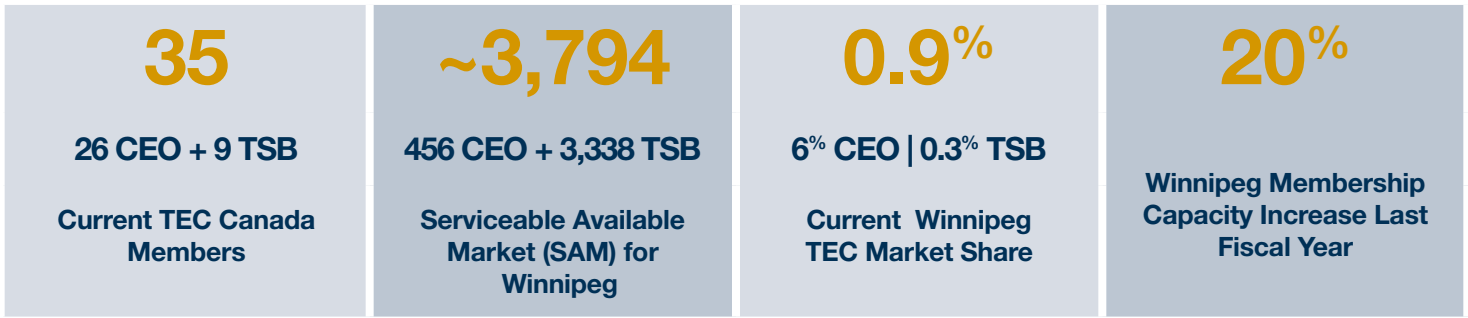 35
26 CEO + 9 TSB
Current TEC Canada
Members
~3,794
456 CEO + 3,338 TSB
Serviceable Available
Market (SAM) for
Winnipeg
0.9%
6% CEO | 0.3% TSB
Current Winnipeg
TEC Market Share
20%
Winnipeg Membership
Capacity Increase Last
Fiscal Year